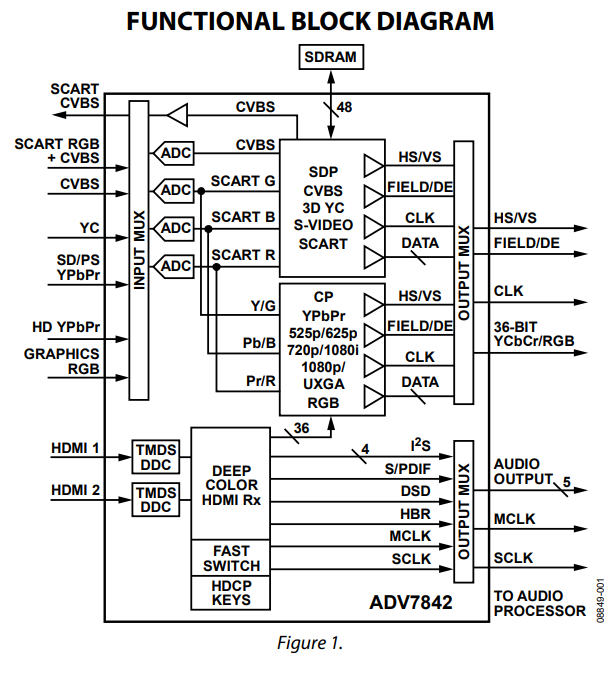 FUNCTIONAL BLOCK DIAGRAM
SDRAM
48
SCART
CVBS
CVBS
SCART RGB
+ CVBS
CVBS
YC
SD/PS
YPbPr
HD YPbPr
GRAPHICS
RGB
INPUT MUX
ADC
ADC
ADC
ADC
CVBS
SCART G
SCART B
SCART R
Y/G
Pb/B
Pr/R
SDP
CVBS
3D YC
S-VIDEO
SCART
HS/VS
FIELD/DE
CLK
DATA
CP
YPbPr
525p/625p
720p/1080i
1080p/
UXGA
RGB
HS/VS
FIELD/DE
CLK
DATA
OUTPUT MUX
HS/VS
FIELD/DE
CLK
36-BIT
YCbCr/RGB
36
HDMI 1
HDMI 2
TMDS
DDC
TMDS
DDC
DEEP
COLOR
HDMI Rx
FAST
SWITCH
HDCP
KEYS
4
I2S
S/PDIF
DSD
HBR
MCLK
SCLK
OUTPUT MUX
AUDIO
OUTPUT
5
MCLK
SCLK
TO AUDIO
PROCESSOR
ADV7842
08849-001
Figure 1.